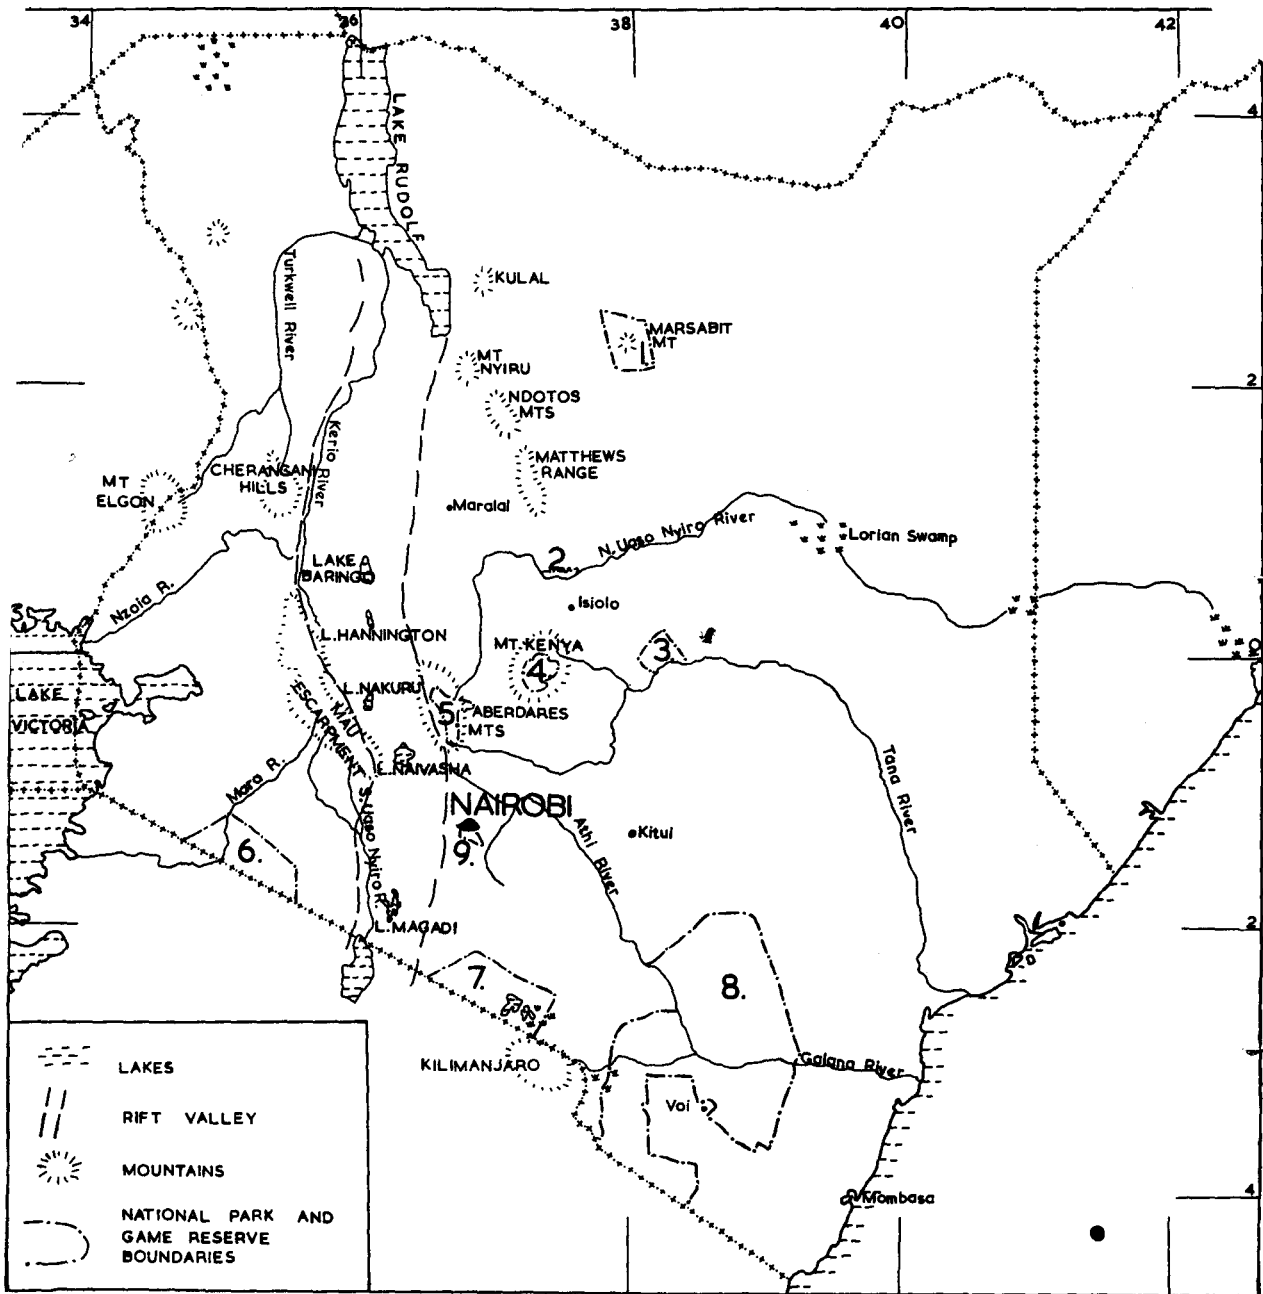 34
36
38
40
42
4
LAKE RUDOLF
Turkwell River
KULAL
MARSABIT
MT
1
MT
NYIRU
2
NDOTOS
MTS
Kerio River
MATTHEWS
RANGE
CHERANGANI
HILLS
MT
ELGON
Maralal
N. Uaso Nyiro River
Lorian Swamp
2
LAKE
BARINGO
Isiolo
Nzoia R.
L. HANNINGTON
MT. KENYA
3
4
0
LAKE
VICTORIA
L. NAKURU
MAU
ESCARPMENT
5
ABERDARES
MTS
L. NAIVASHA
Mara R.
S. Uaso Nyiro R.
NAIROBI
Athi River
Kitui
Tana River
6.
9.
L. MAGADI
2
7.
8.
KILIMANJARO
Galana River
Voi
Mombasa
4
LAKES
RIFT VALLEY
MOUNTAINS
NATIONAL PARK AND
GAME RESERVE
BOUNDARIES